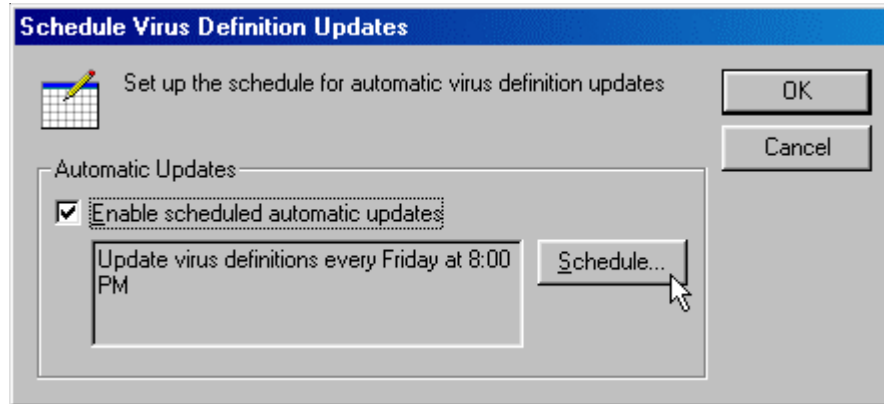 Schedule Virus Definition Updates
Set up the schedule for automatic virus definition updates
OK
Cancel
Automatic Updates
Enable scheduled automatic updates
Update virus definitions every Friday at 8:00
PM
Schedule...